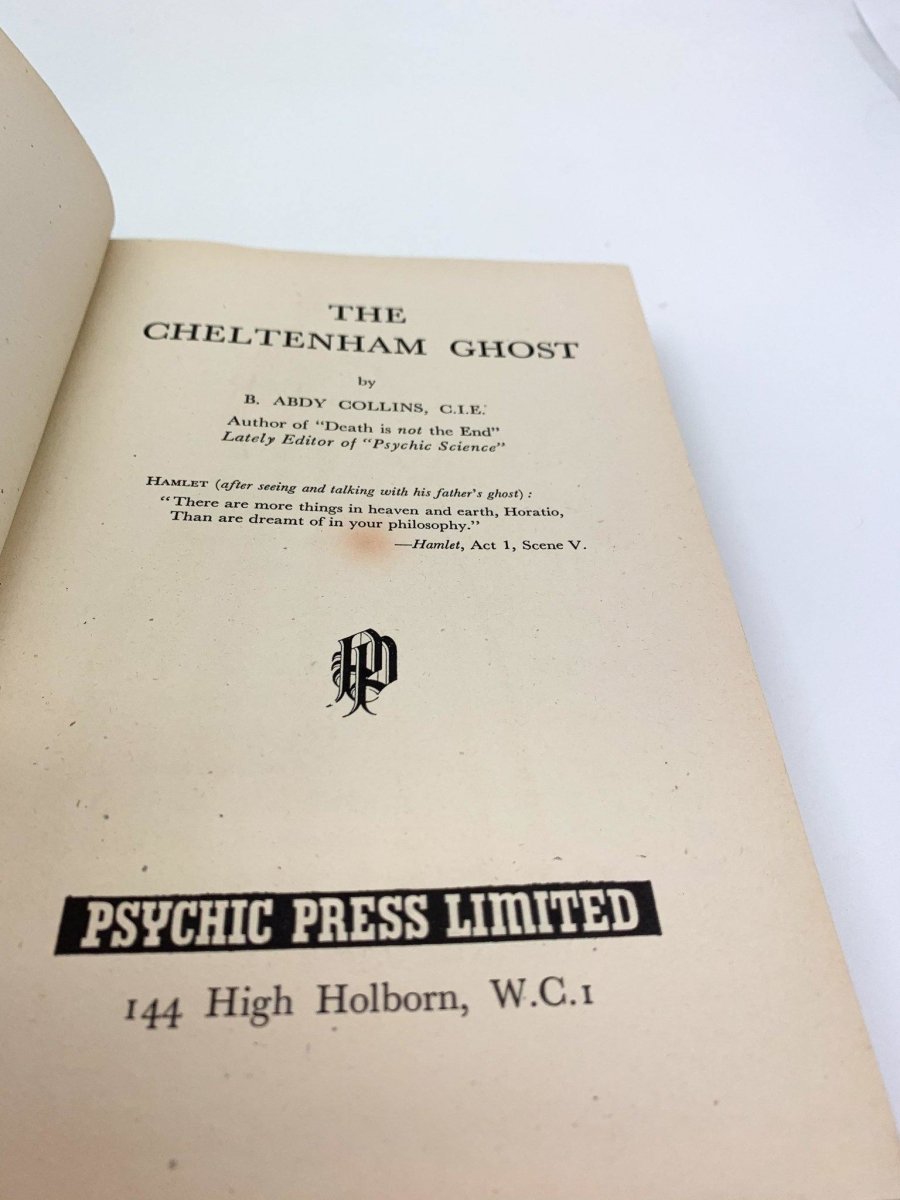 THE
CHELTENHAM GHOST
by
B. ABDY COLLINS, C.I.E.
Author of "Death is not the End"
Lately Editor of "Psychic Science"
HAMLET (after seeing and talking with his father's ghost) :
"There are more things in heaven and earth, Horatio,
Than are dreamt of in your philosophy."
—Hamlet, Act 1, Scene V.
PP
PSYCHIC PRESS LIMITED
144 High Holborn, W.C.1